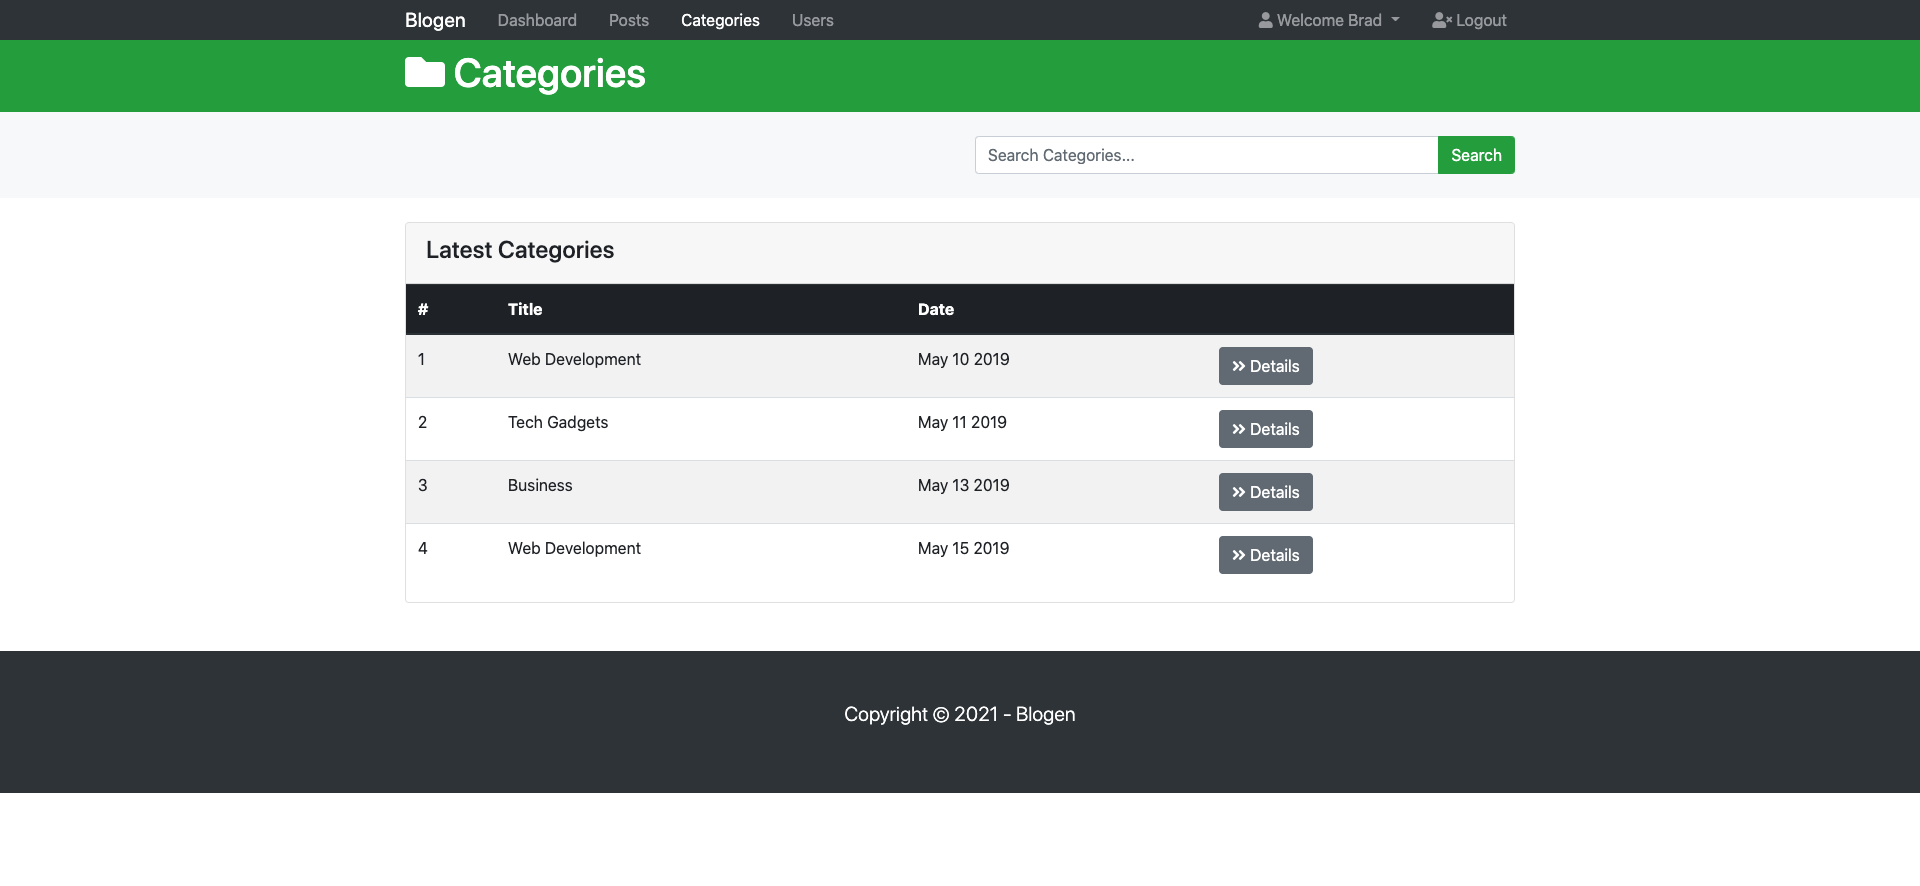 Blogen Dashboard Posts Categories Users Welcome Brad Logout
Categories
Search Categories... Search
Latest Categories
# Title Date
1 Web Development May 10 2019 Details
2 Tech Gadgets May 11 2019 Details
3 Business May 13 2019 Details
4 Web Development May 15 2019 Details
Copyright © 2021 - Blogen